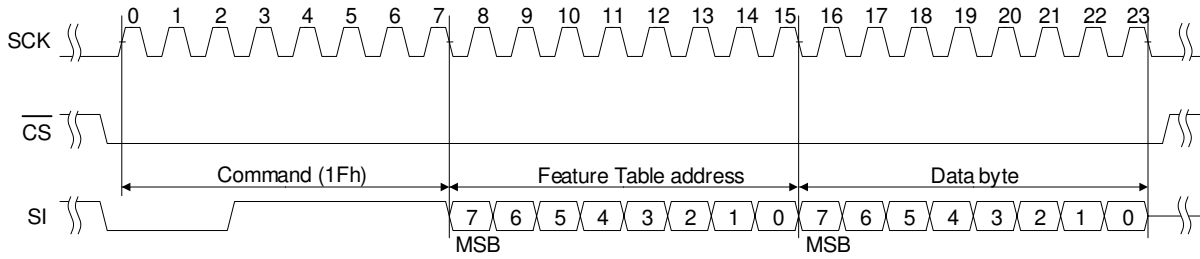 0 1 2 3 4 5 6 7 8 9 10 11 12 13 14 15 16 17 18 19 20 21 22 23
SCK
CS
Command (1Fh) Feature Table address Data byte
SI 7 6 5 4 3 2 1 0 7 6 5 4 3 2 1 0
MSB MSB